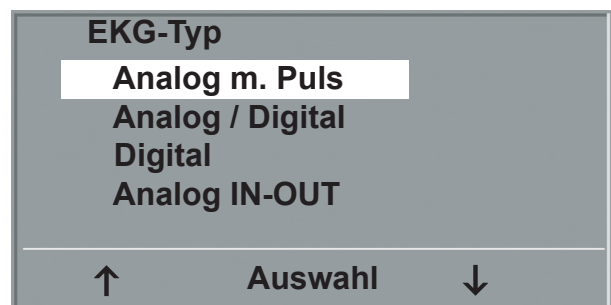 EKG-Typ
Analog m. Puls
Analog / Digital
Digital
Analog IN-OUT
↑ Auswahl ↓